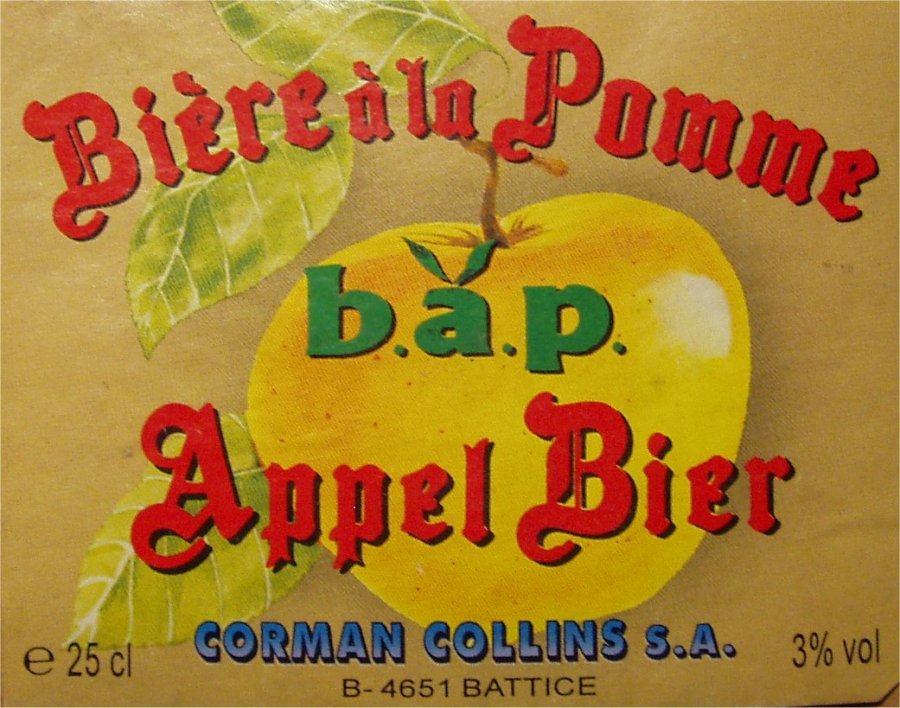 Bière à la Pomme
b.à.p.
Appel Bier
CORMAN COLLINS S.A.
℮ 25 cl
B- 4651 BATTICE
3% vol